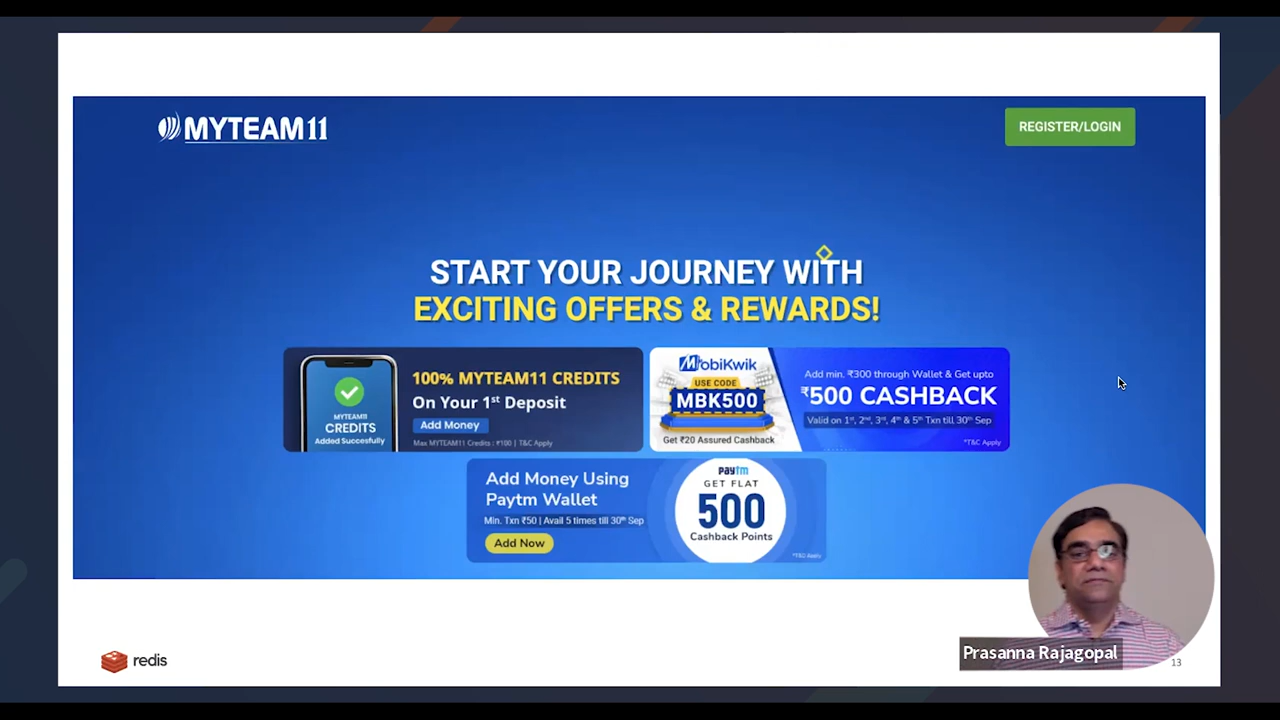 MYTEAM11
REGISTER/LOGIN
START YOUR JOURNEY WITH
EXCITING OFFERS & REWARDS!
MYTEAM11
CREDITS
Added Succesfully
100% MYTEAM11 CREDITS
On Your 1st Deposit
Add Money
Max MYTEAM11 Credits : ₹100 | T&C Apply
MobiKwik
USE CODE
MBK500
Get ₹20 Assured Cashback
Add min. ₹300 through Wallet & Get upto
₹500 CASHBACK
Valid on 1st, 2nd, 3rd, 4th & 5th Txn till 30th Sep
*T&C Apply
Add Money Using
Paytm Wallet
Min. Txn ₹50 | Avail 5 times till 30th Sep
Add Now
paytm
GET FLAT
500
Cashback Points
*T&C Apply
redis
Prasanna Rajagopal
13